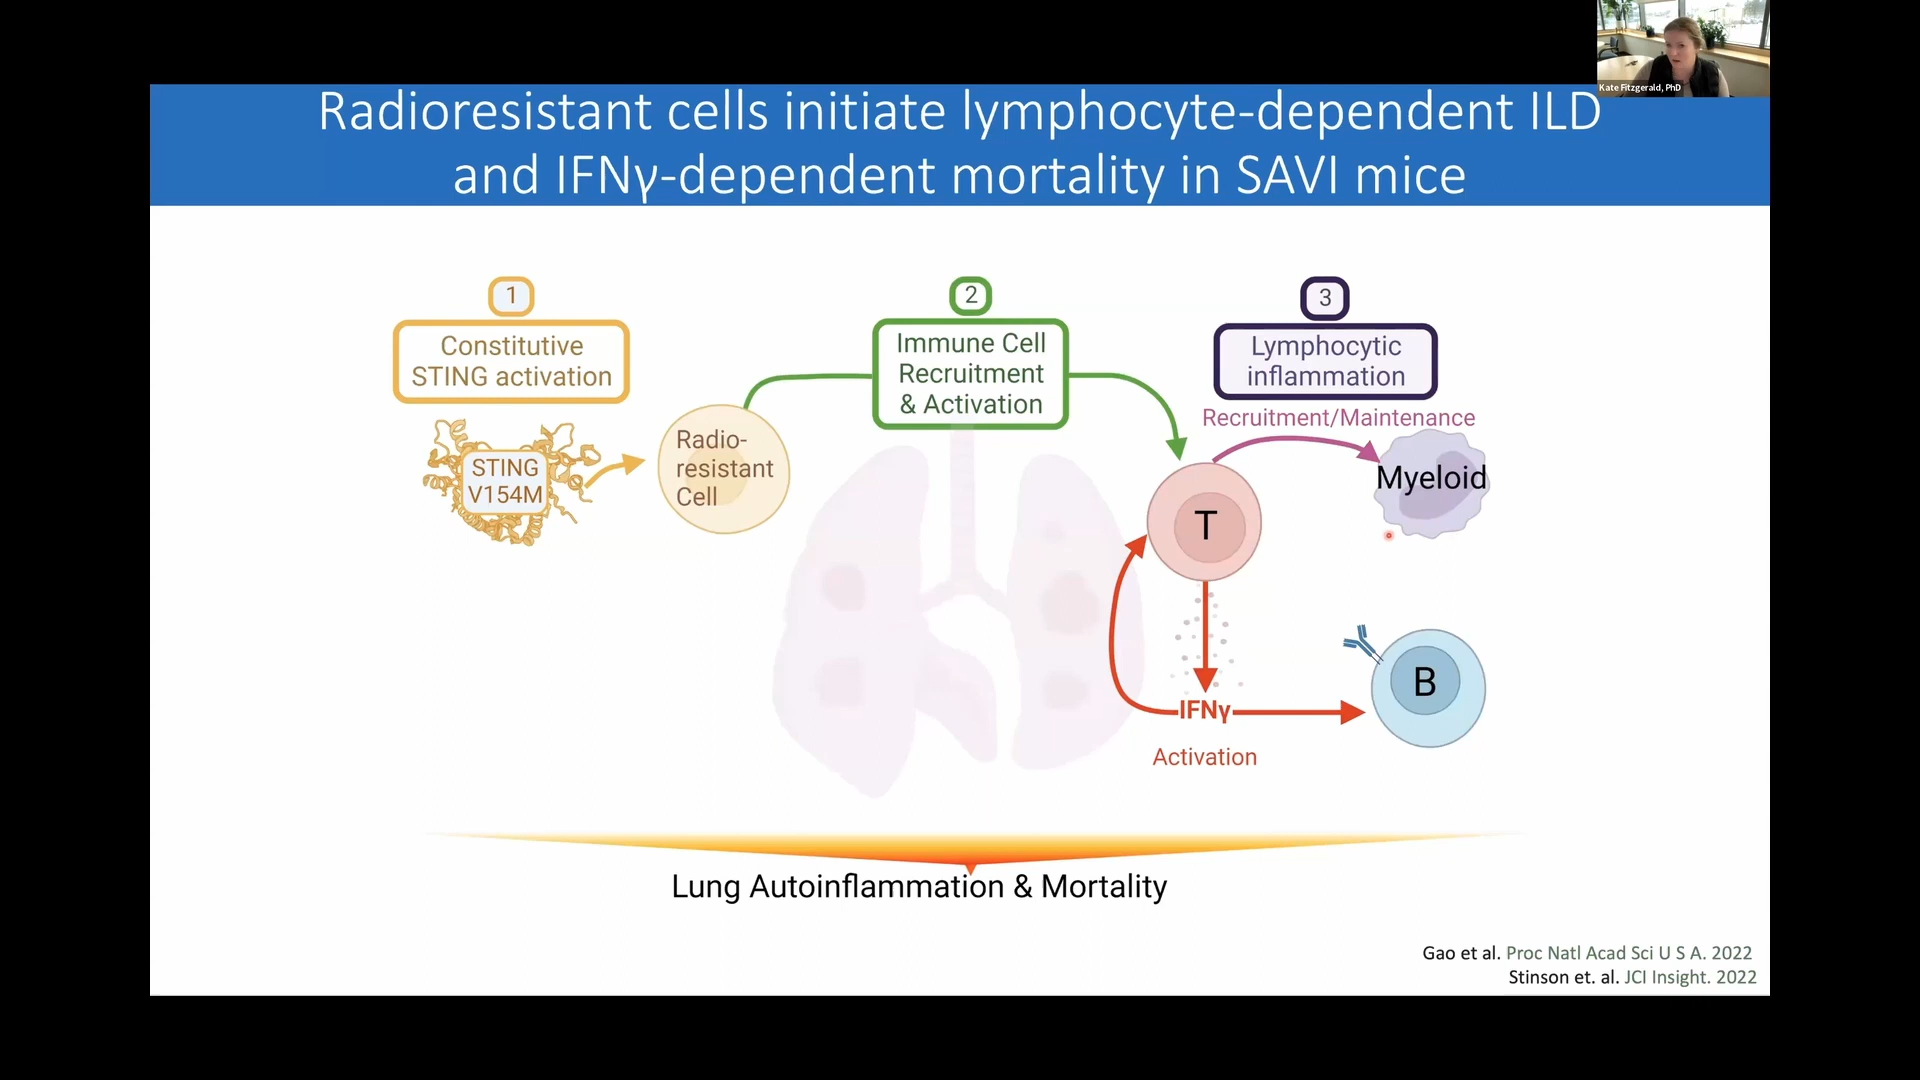 Kate Fitzgerald, PhD
Radioresistant cells initiate lymphocyte-dependent ILD
and IFNγ-dependent mortality in SAVI mice
1
Constitutive
STING activation
STING
V154M
Radio-
resistant
Cell
2
Immune Cell
Recruitment
& Activation
3
Lymphocytic
inflammation
Recruitment/Maintenance
Myeloid
T
IFNγ
Activation
B
Lung Autoinflammation & Mortality
Gao et al. Proc Natl Acad Sci U S A. 2022
Stinson et. al. JCI Insight. 2022